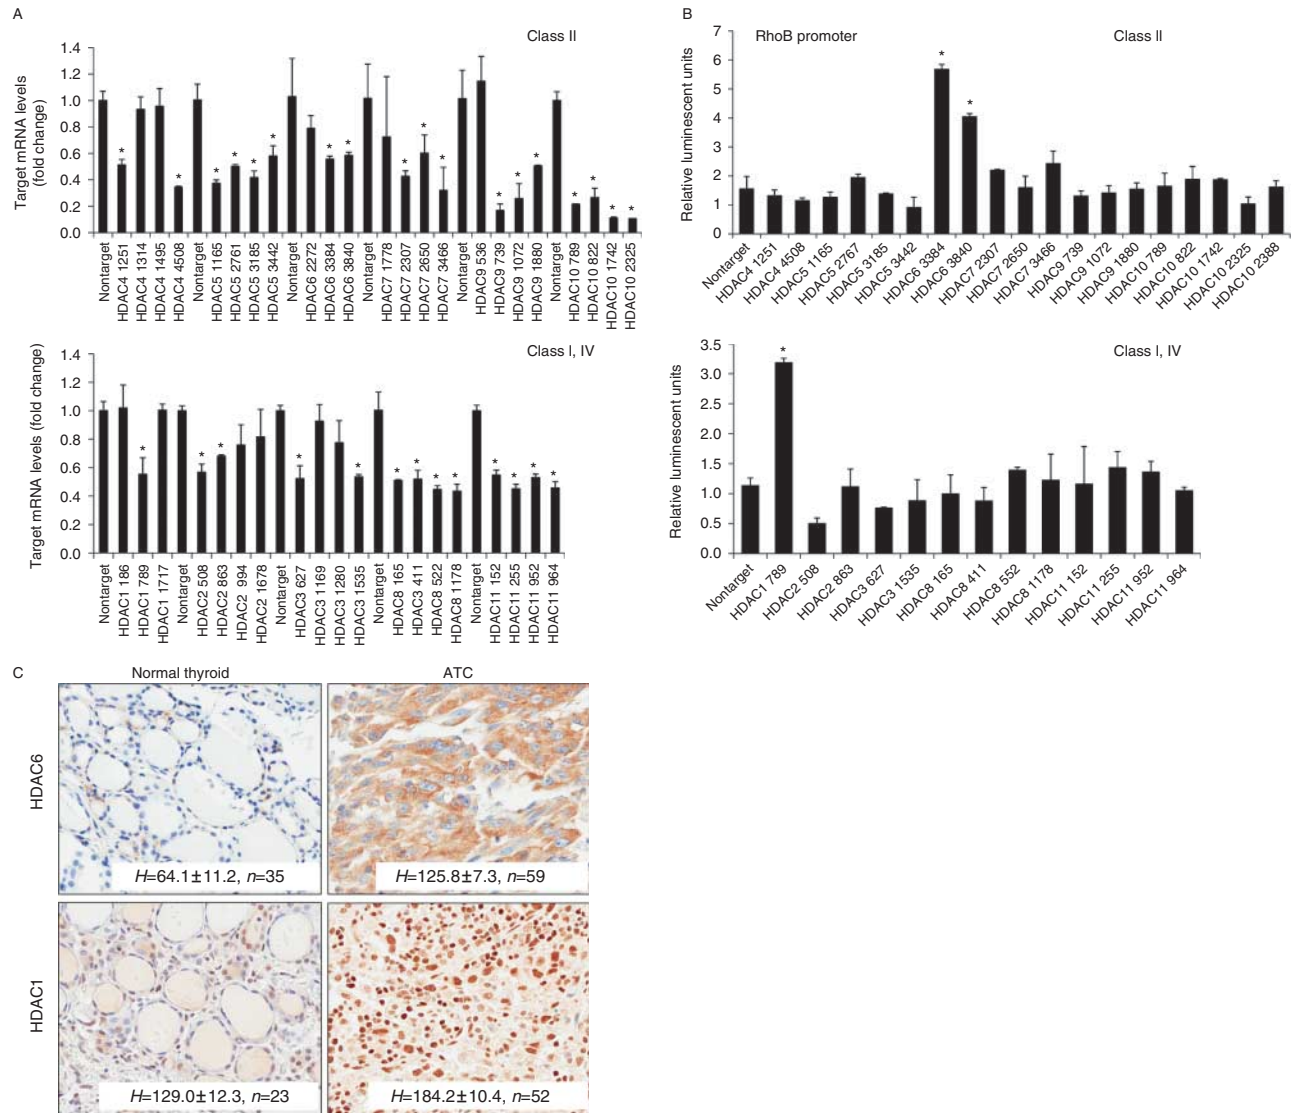 A
Class II
Target mRNA levels
(fold change)
1.4
1.2
1.0
0.8
0.6
0.4
0.2
0
* * * * * * * * * * * * * * * * * *
Nontarget
HDAC4 1251
HDAC4 1314
HDAC4 1495
HDAC4 4508
Nontarget
HDAC5 1165
HDAC5 2761
HDAC5 3185
HDAC5 3442
Nontarget
HDAC6 2272
HDAC6 3384
HDAC6 3840
Nontarget
HDAC7 1778
HDAC7 2307
HDAC7 2650
HDAC7 3466
Nontarget
HDAC9 536
HDAC9 739
HDAC9 1072
HDAC9 1880
Nontarget
HDAC10 789
HDAC10 822
HDAC10 1742
HDAC10 2325
Class I, IV
Target mRNA levels (fold change)
1.4
1.2
1.0
0.8
0.6
0.4
0.2
0.0
* * * * * * * * * * * * *
Nontarget
HDAC1 186
HDAC1 789
HDAC1 1717
Nontarget
HDAC2 508
HDAC2 863
HDAC2 994
HDAC2 1678
Nontarget
HDAC3 627
HDAC3 1169
HDAC3 1280
HDAC3 1535
Nontarget
HDAC8 165
HDAC3 411
HDAC8 522
HDAC8 1178
Nontarget
HDAC11 152
HDAC11 255
HDAC11 952
HDAC11 964
B
RhoB promoter
Class II
Relative luminescent units
7
6
5
4
3
2
1
0
* *
Nontarget
HDAC4 1251
HDAC4 4508
HDAC5 1165
HDAC5 2767
HDAC5 3185
HDAC5 3442
HDAC6 3384
HDAC6 3840
HDAC7 2307
HDAC7 2650
HDAC7 3466
HDAC9 739
HDAC9 1072
HDAC9 1880
HDAC10 789
HDAC10 822
HDAC10 1742
HDAC10 2325
HDAC10 2388
Class I, IV
Relative luminescent units
3.5
3.0
2.5
2.0
1.5
1.0
0.5
0.0
*
Nontarget
HDAC1 789
HDAC2 508
HDAC2 863
HDAC3 627
HDAC3 1535
HDAC8 165
HDAC8 411
HDAC8 552
HDAC8 1178
HDAC11 152
HDAC11 255
HDAC11 952
HDAC11 964
C
Normal thyroid
ATC
HDAC6
H=64.1±11.2, n=35
H=125.8±7.3, n=59
HDAC1
H=129.0±12.3, n=23
H=184.2±10.4, n=52